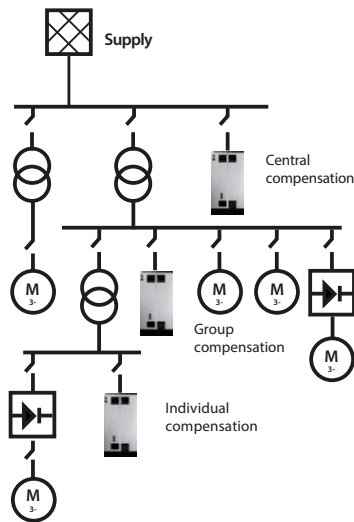 Supply
Central
compensation
M
3~
M
3~
M
3~
M
3~
Group
compensation
Individual
compensation
M
3~